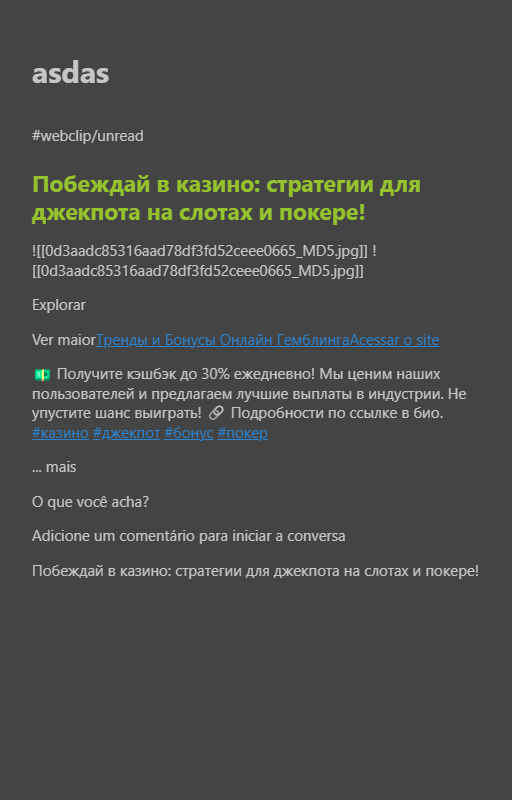 asdas
#webclip/unread
Побеждай в казино: стратегии для
джекпота на слотах и покере!
![[0d3aadc85316aad78df3fd52ceee0665_MD5.jpg]] !
[[0d3aadc85316aad78df3fd52ceee0665_MD5.jpg]]
Explorar
Ver maiorТренды и Бонусы Онлайн ГемблингаAcessar o site
💵 Получите кэшбэк до 30% ежедневно! Мы ценим наших
пользователей и предлагаем лучшие выплаты в индустрии. Не
упустите шанс выиграть! 🔗 Подробности по ссылке в био.
#казино #джекпот #бонус #покер
... mais
O que você acha?
Adicione um comentário para iniciar a conversa
Побеждай в казино: стратегии для джекпота на слотах и покере!